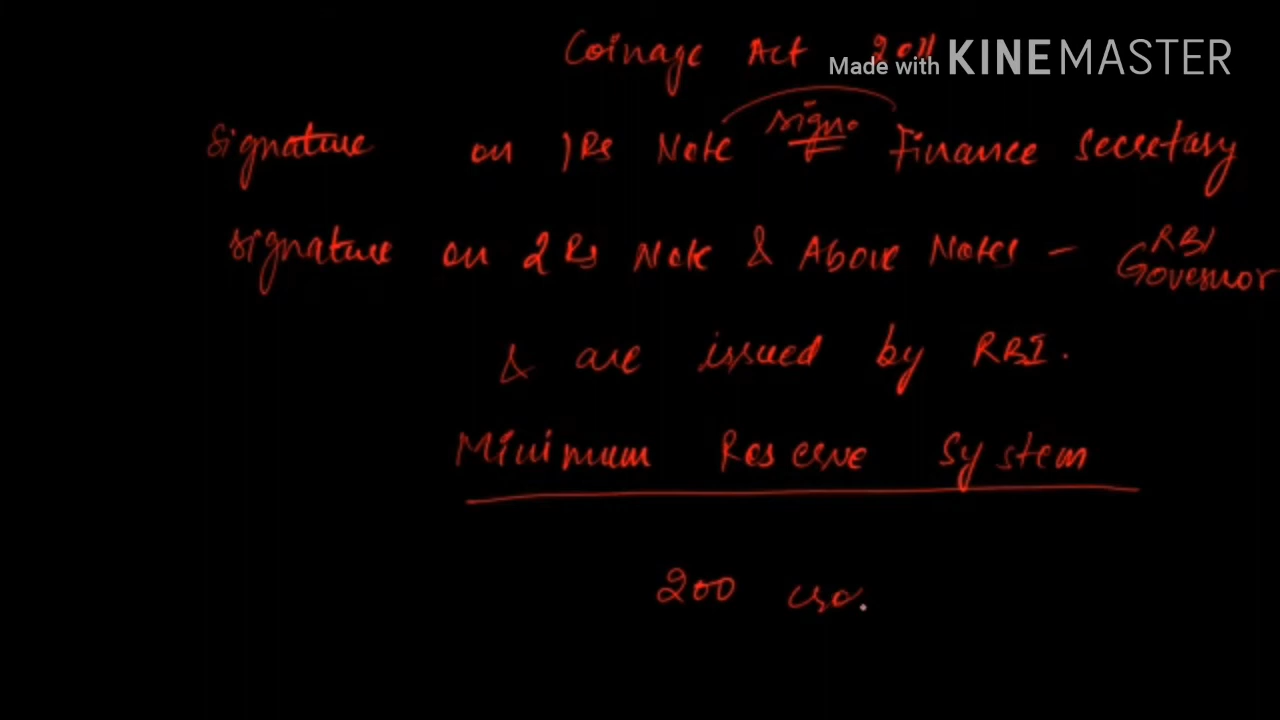 Coinage Act 2011
Made with KINEMASTER
Signature on 1Rs Note sign. Finance Secretary
signature on 2Rs Note & Above Notes - RBI Governor
& are issued by RBI.
Minimum Reserve System
200 cro.